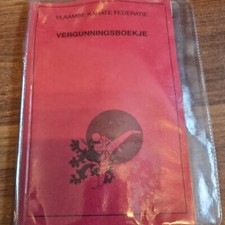 VLAAMSE KARATE FEDERATIE
VERGUNNINGSBOEKJE